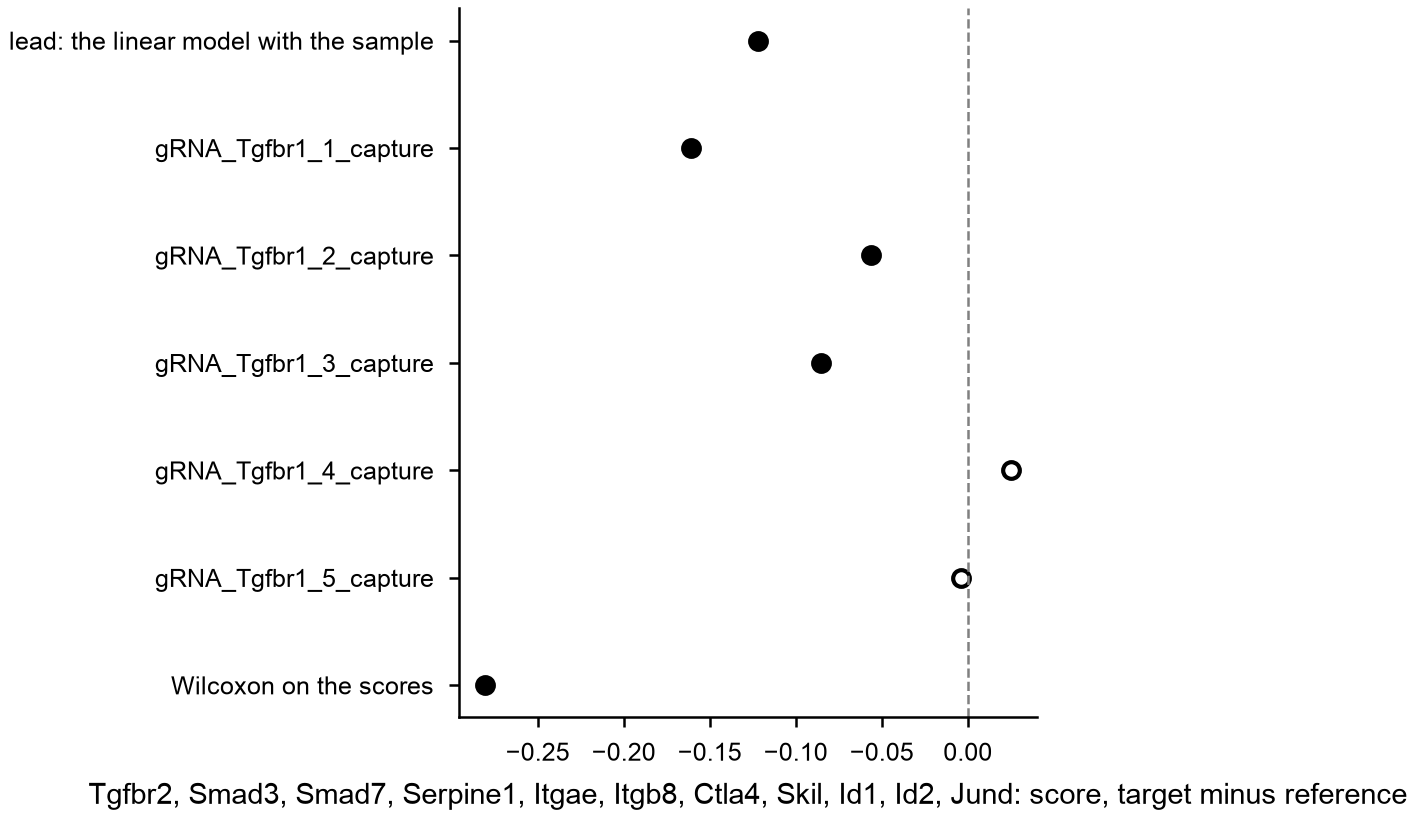 lead: the linear model with the sample
gRNA_Tgfbr1_1_capture
gRNA_Tgfbr1_2_capture
gRNA_Tgfbr1_3_capture
gRNA_Tgfbr1_4_capture
gRNA_Tgfbr1_5_capture
Wilcoxon on the scores
−0.25 −0.20 −0.15 −0.10 −0.05 0.00
Tgfbr2, Smad3, Smad7, Serpine1, Itgae, Itgb8, Ctla4, Skil, Id1, Id2, Jund: score, target minus reference